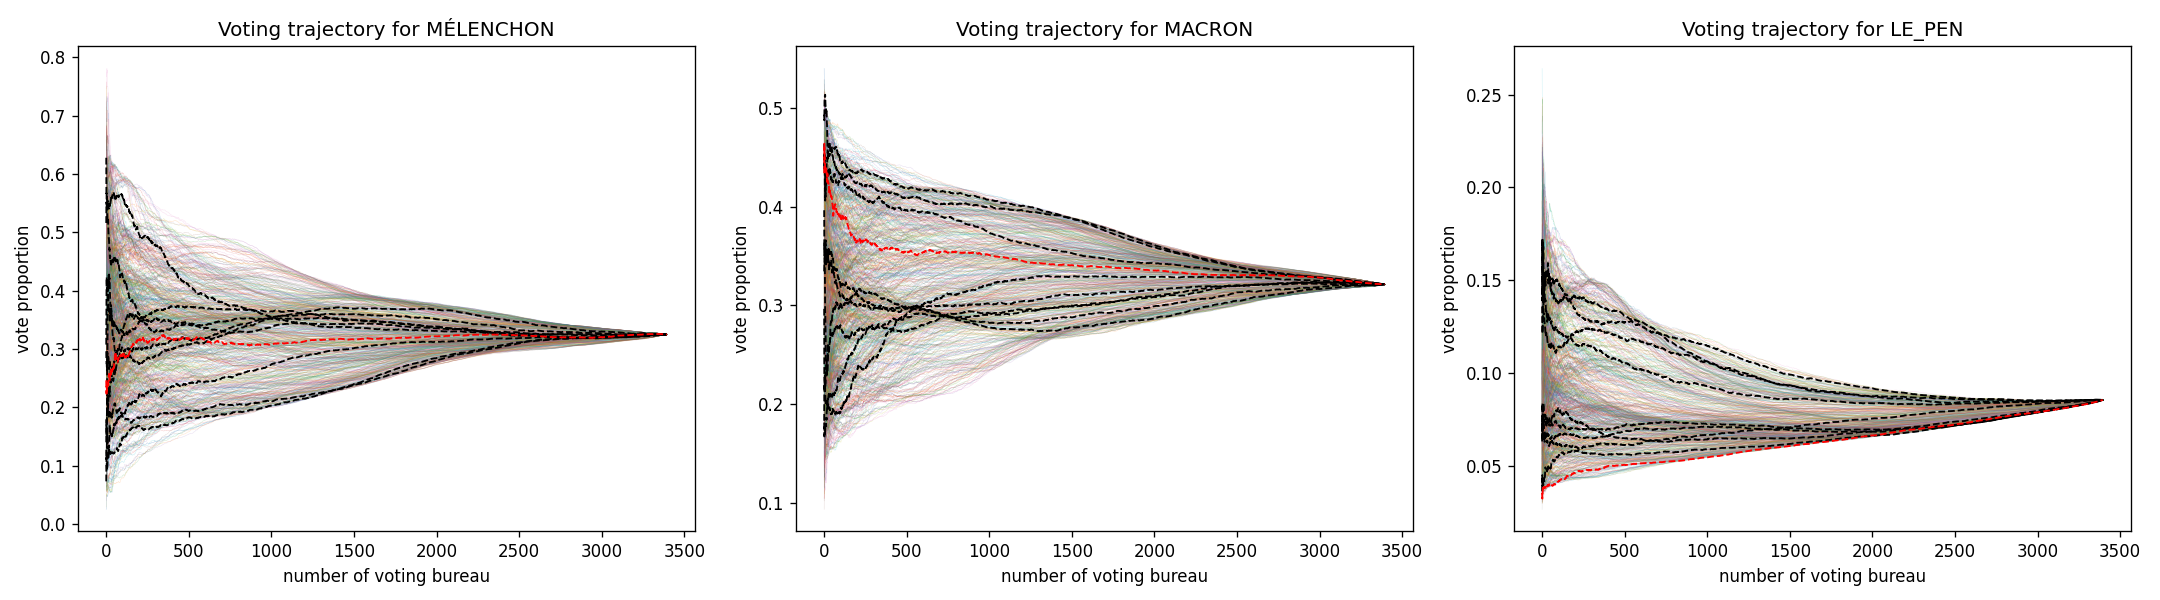 Voting trajectory for MÉLENCHON
vote proportion
0.8
0.7
0.6
0.5
0.4
0.3
0.2
0.1
0.0
0 500 1000 1500 2000 2500 3000 3500
number of voting bureau
Voting trajectory for MACRON
vote proportion
0.5
0.4
0.3
0.2
0.1
0 500 1000 1500 2000 2500 3000 3500
number of voting bureau
Voting trajectory for LE_PEN
vote proportion
0.25
0.20
0.15
0.10
0.05
0 500 1000 1500 2000 2500 3000 3500
number of voting bureau